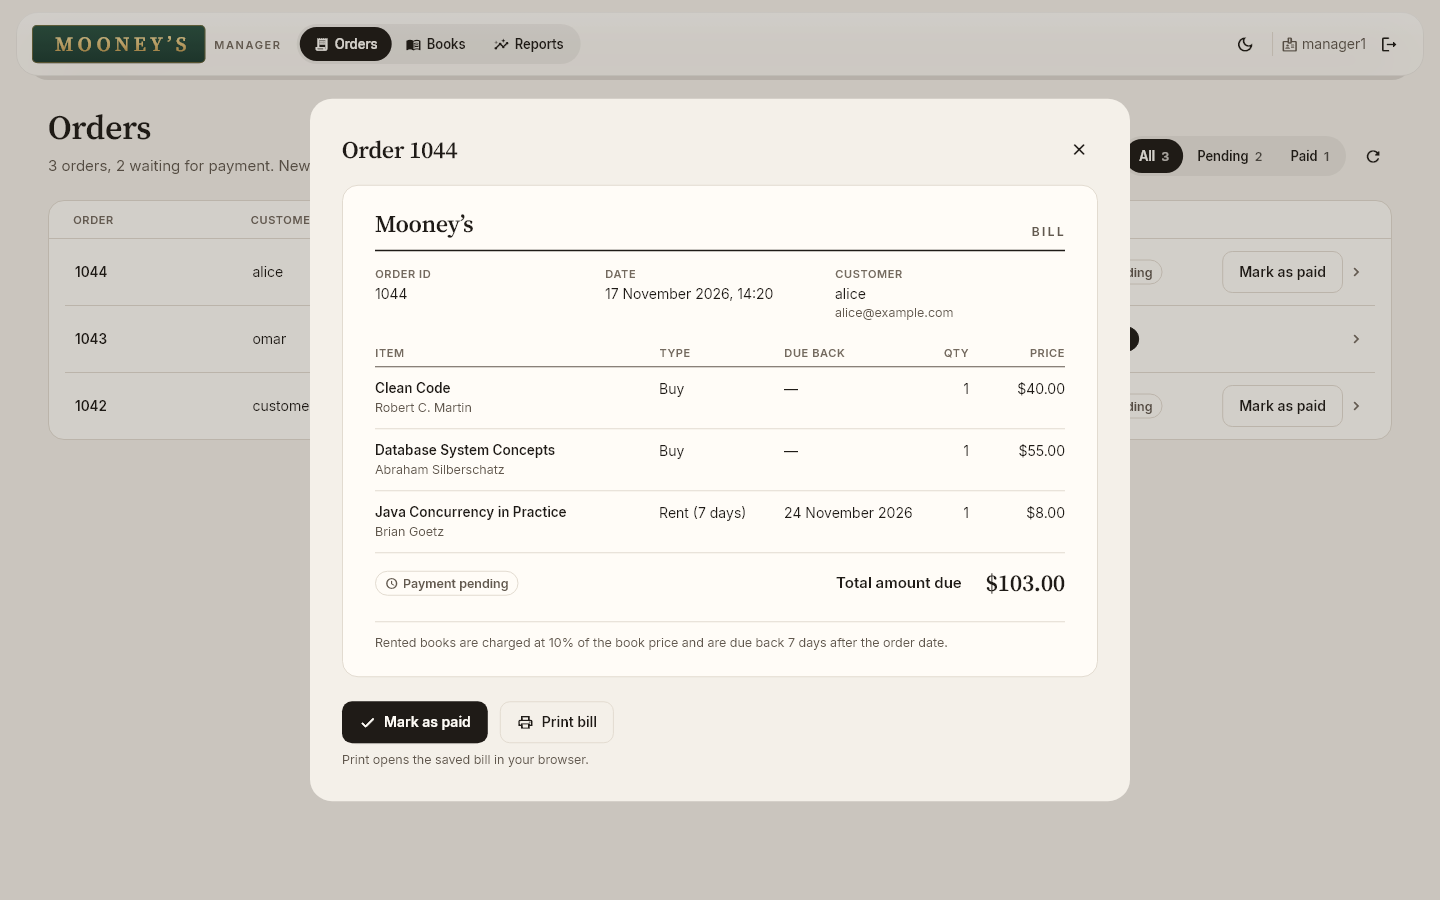 MOONEY’S MANAGER Orders Books Reports manager1
Orders
3 orders, 2 waiting for payment. New
All 3 Pending 2 Paid 1
ORDER
1044 alice Mark as paid
1043 omar
1042 Mark as paid
Order 1044
Mooney’s BILL
ORDER ID DATE CUSTOMER
1044 17 November 2026, 14:20 alice
alice@example.com
ITEM TYPE DUE BACK QTY PRICE
Clean Code Buy — 1 $40.00
Robert C. Martin
Database System Concepts Buy — 1 $55.00
Abraham Silberschatz
Java Concurrency in Practice Rent (7 days) 24 November 2026 1 $8.00
Brian Goetz
Payment pending Total amount due $103.00
Rented books are charged at 10% of the book price and are due back 7 days after the order date.
Mark as paid Print bill
Print opens the saved bill in your browser.